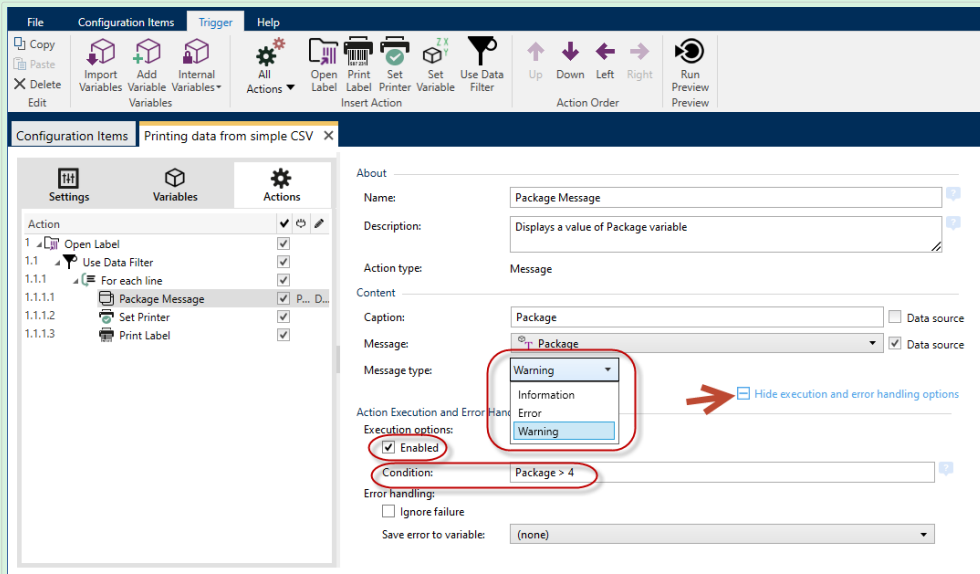 File Configuration Items Trigger Help
Copy
Paste
Delete
Edit
Import Variables
Add Variable
Internal Variables
Variables
All Actions
Open Label
Print Label
Set Printer
Z X
Y
Set Variable
Use Data Filter
Insert Action
Up Down Left Right
Action Order
Run Preview
Preview
Configuration Items Printing data from simple CSV
Settings Variables Actions
Action
1 Open Label
1.1 Use Data Filter
1.1.1 For each line
1.1.1.1 Package Message P... D...
1.1.1.2 Set Printer
1.1.1.3 Print Label
About
Name: Package Message ?
Description: Displays a value of Package variable ?
Action type: Message
Content
Caption: Package Data source
Message: T Package Data source
Message type: Warning
Information
Error
Warning
Hide execution and error handling options
Action Execution and Error Hand
Execution options:
Enabled
Condition: Package > 4 ?
Error handling:
Ignore failure
Save error to variable: (none)